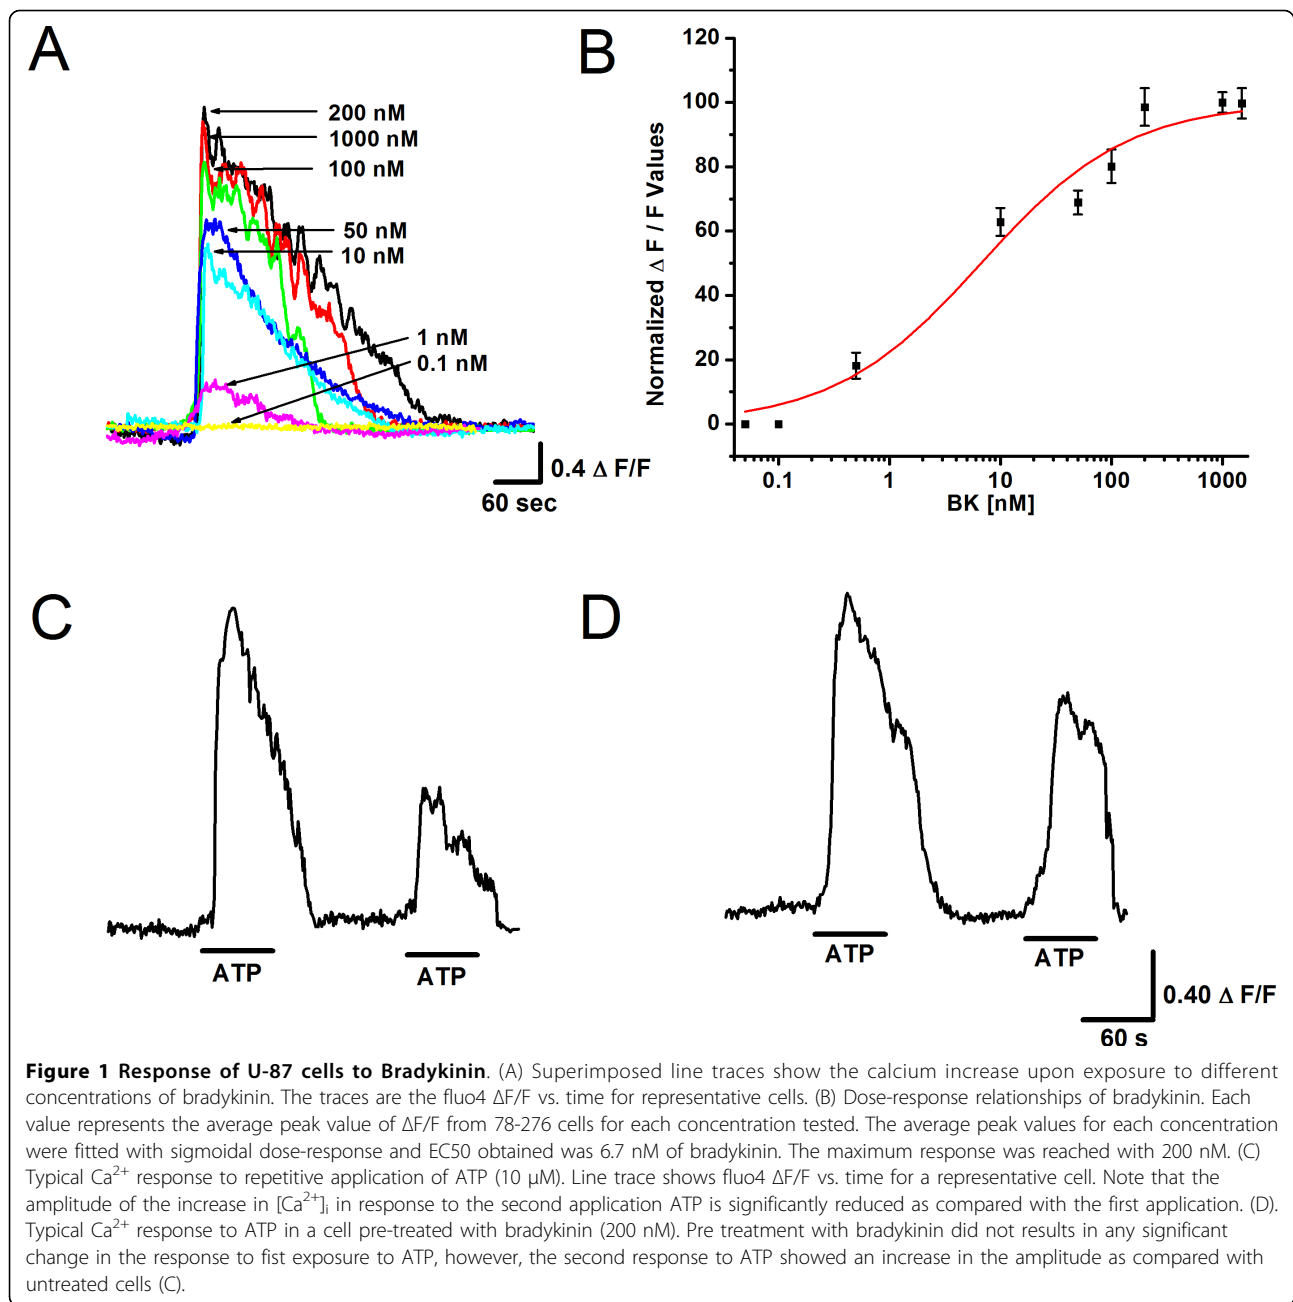 A
200 nM
1000 nM
100 nM
50 nM
10 nM
1 nM
0.1 nM
0.4 Δ F/F
60 sec
B
Normalized Δ F / F Values
120
100
80
60
40
20
0
0.1
1
10
100
1000
BK [nM]
C
ATP
ATP
D
ATP
ATP
0.40 Δ F/F
60 s
Figure 1 Response of U-87 cells to Bradykinin. (A) Superimposed line traces show the calcium increase upon exposure to different
concentrations of bradykinin. The traces are the fluo4 ΔF/F vs. time for representative cells. (B) Dose-response relationships of bradykinin. Each
value represents the average peak value of ΔF/F from 78-276 cells for each concentration tested. The average peak values for each concentration
were fitted with sigmoidal dose-response and EC50 obtained was 6.7 nM of bradykinin. The maximum response was reached with 200 nM. (C)
Typical Ca²⁺ response to repetitive application of ATP (10 μM). Line trace shows fluo4 ΔF/F vs. time for a representative cell. Note that the
amplitude of the increase in [Ca²⁺]ᵢ in response to the second application ATP is significantly reduced as compared with the first application. (D).
Typical Ca²⁺ response to ATP in a cell pre-treated with bradykinin (200 nM). Pre treatment with bradykinin did not results in any significant
change in the response to fist exposure to ATP, however, the second response to ATP showed an increase in the amplitude as compared with
untreated cells (C).